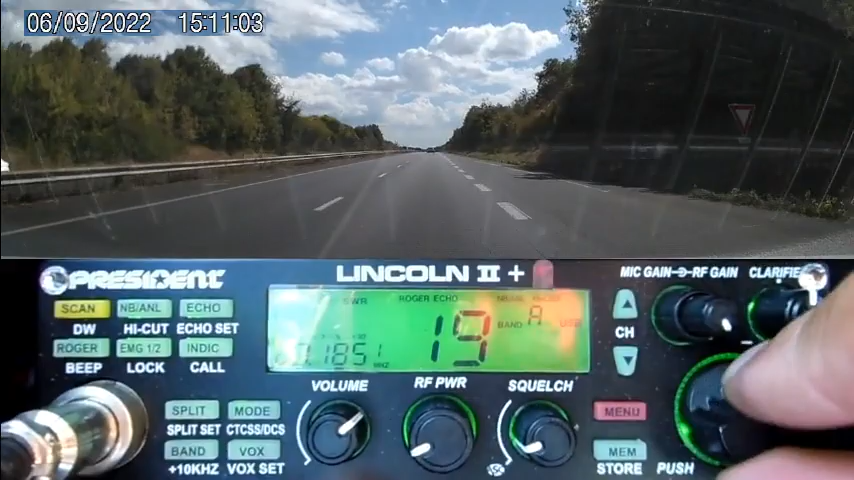 06/09/2022 15:11:03
PRESIDENT LINCOLN II + MIC GAIN RF GAIN CLARIFIE
SCAN NB/ANL ECHO
DW HI-CUT ECHO SET
ROGER EMG 1/2 INDIC
BEEP LOCK CALL
SWR ROGER ECHO
19 BAND A
MHZ
CH
VOLUME RF PWR SQUELCH
SPLIT MODE
SPLIT SET CTCSS/DCS
BAND VOX
+10KHZ VOX SET
MENU
MEM
STORE PUSH